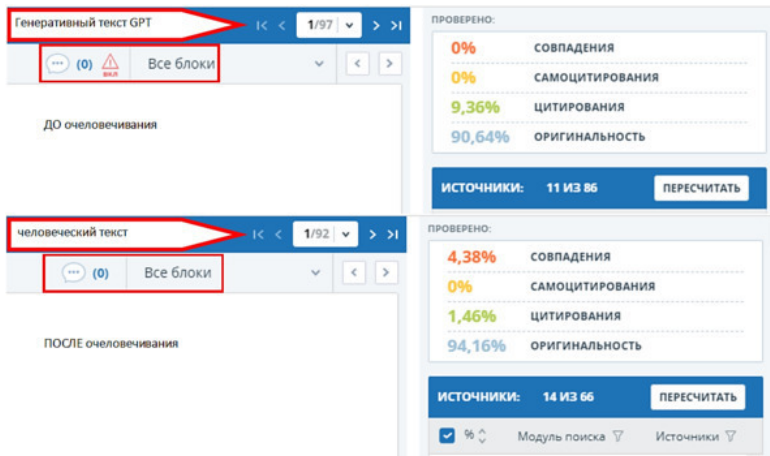 Генеративный текст GPT
1/97
(0)
ВКЛ
Все блоки
ДО очеловечивания
ПРОВЕРЕНО:
0% СОВПАДЕНИЯ
0% САМОЦИТИРОВАНИЯ
9,36% ЦИТИРОВАНИЯ
90,64% ОРИГИНАЛЬНОСТЬ
ИСТОЧНИКИ: 11 ИЗ 86 ПЕРЕСЧИТАТЬ
человеческий текст
1/92
(0)
Все блоки
ПОСЛЕ очеловечивания
ПРОВЕРЕНО:
4,38% СОВПАДЕНИЯ
0% САМОЦИТИРОВАНИЯ
1,46% ЦИТИРОВАНИЯ
94,16% ОРИГИНАЛЬНОСТЬ
ИСТОЧНИКИ: 14 ИЗ 66 ПЕРЕСЧИТАТЬ
% Модуль поиска Источники